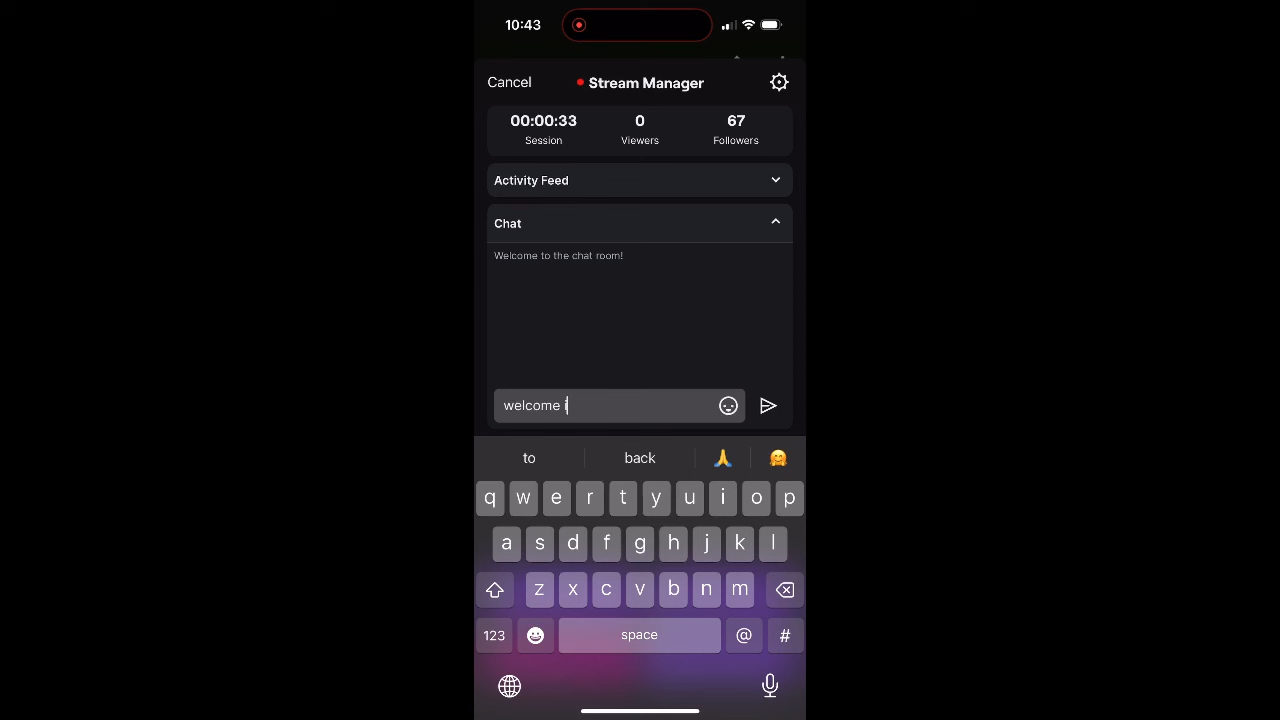 10:43
Cancel Stream Manager
00:00:33 0 67
Session Viewers Followers
Activity Feed
Chat
Welcome to the chat room!
welcome i
to back
q w e r t y u i o p
a s d f g h j k l
z x c v b n m
123 space @ #